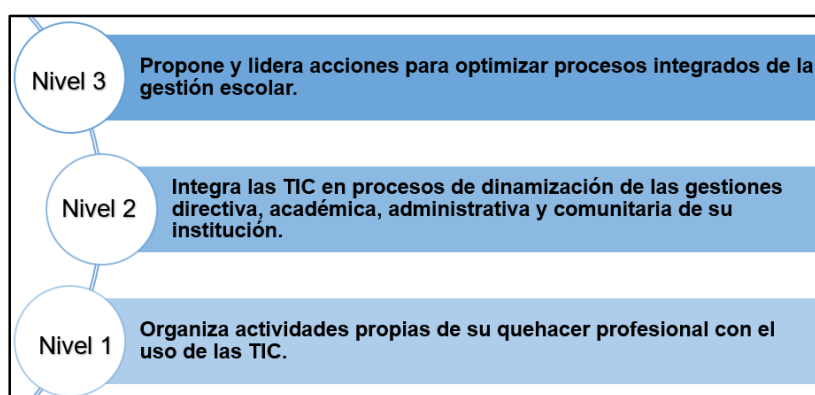 Nivel 3
Propone y lidera acciones para optimizar procesos integrados de la
gestión escolar.
Nivel 2
Integra las TIC en procesos de dinamización de las gestiones
directiva, académica, administrativa y comunitaria de su
institución.
Nivel 1
Organiza actividades propias de su quehacer profesional con el
uso de las TIC.